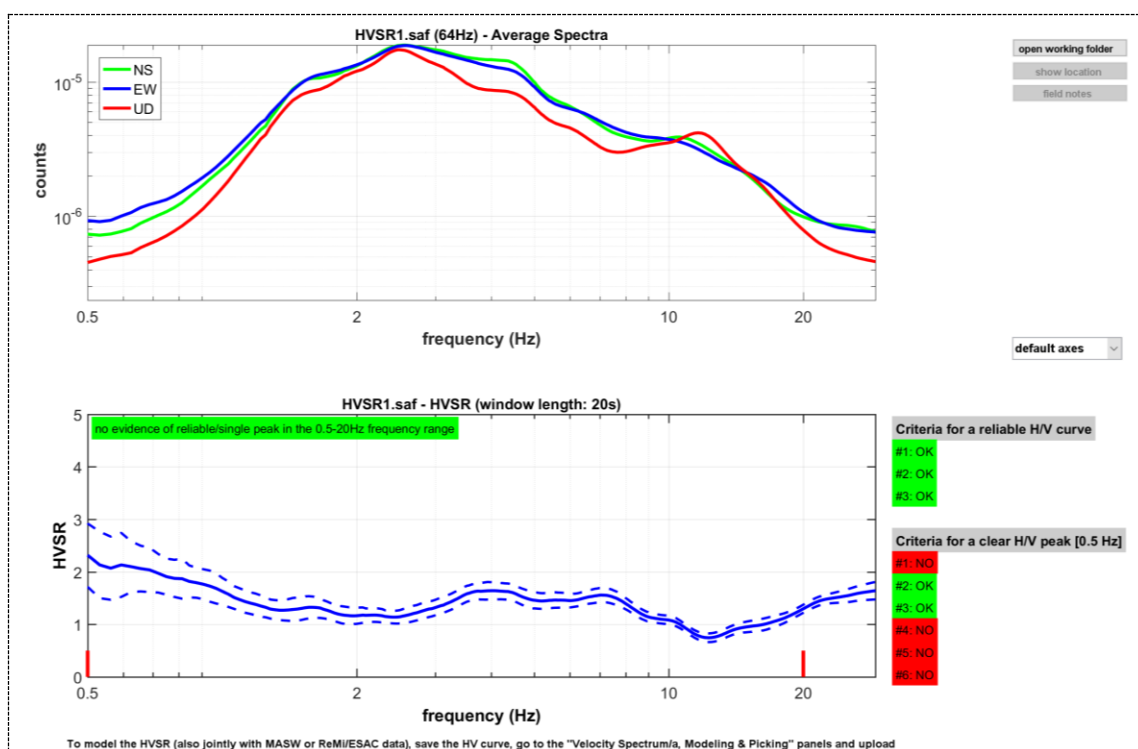 HVSR1.saf (64Hz) - Average Spectra
NS
EW
UD
10-5
10-6
counts
0.5
2
10
20
frequency (Hz)
open working folder
show location
field notes
default axes
HVSR1.saf - HVSR (window length: 20s)
no evidence of reliable/single peak in the 0.5-20Hz frequency range
5
4
3
2
1
0
HVSR
0.5
2
10
20
frequency (Hz)
Criteria for a reliable H/V curve
#1: OK
#2: OK
#3: OK
Criteria for a clear H/V peak [0.5 Hz]
#1: NO
#2: OK
#3: OK
#4: NO
#5: NO
#6: NO
To model the HVSR (also jointly with MASW or ReMi/ESAC data), save the HV curve, go to the "Velocity Spectrum/a, Modeling & Picking" panels and upload